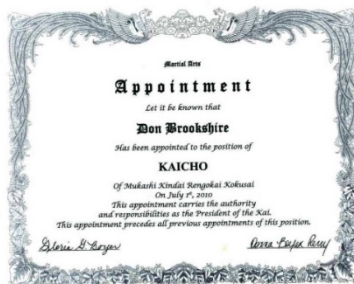 Martial Arts
Appointment
Let it be known that
Don Brookshire
Has been appointed to the position of
KAICHO
Of Mukashi Kindai Rengokai Kokusai
On July 1st, 2010
This appointment carries the authority
and responsibilities as the President of the Kai.
This appointment precedes all previous appointments of this position.
Gloria D Bozer